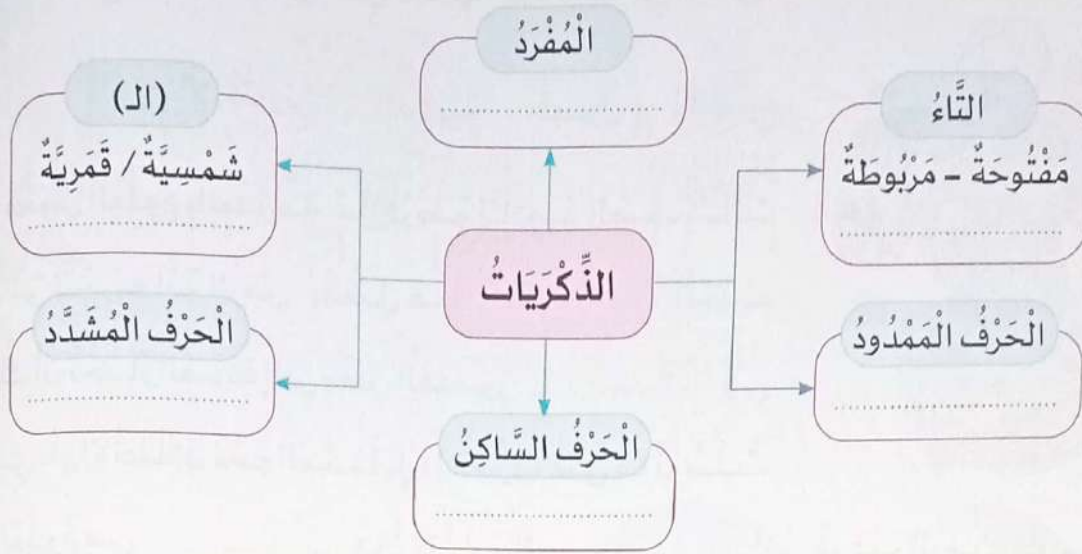 الْمُفْرَدُ
التَّاءُ
مَفْتُوحَةٌ - مَرْبُوطَةٌ
(الـ)
شَمْسِيَّةٌ / قَمَرِيَّةٌ
الذِّكْرَيَاتُ
الْحَرْفُ الْمَمْدُودُ
الْحَرْفُ الْمُشَدَّدُ
الْحَرْفُ السَّاكِنُ